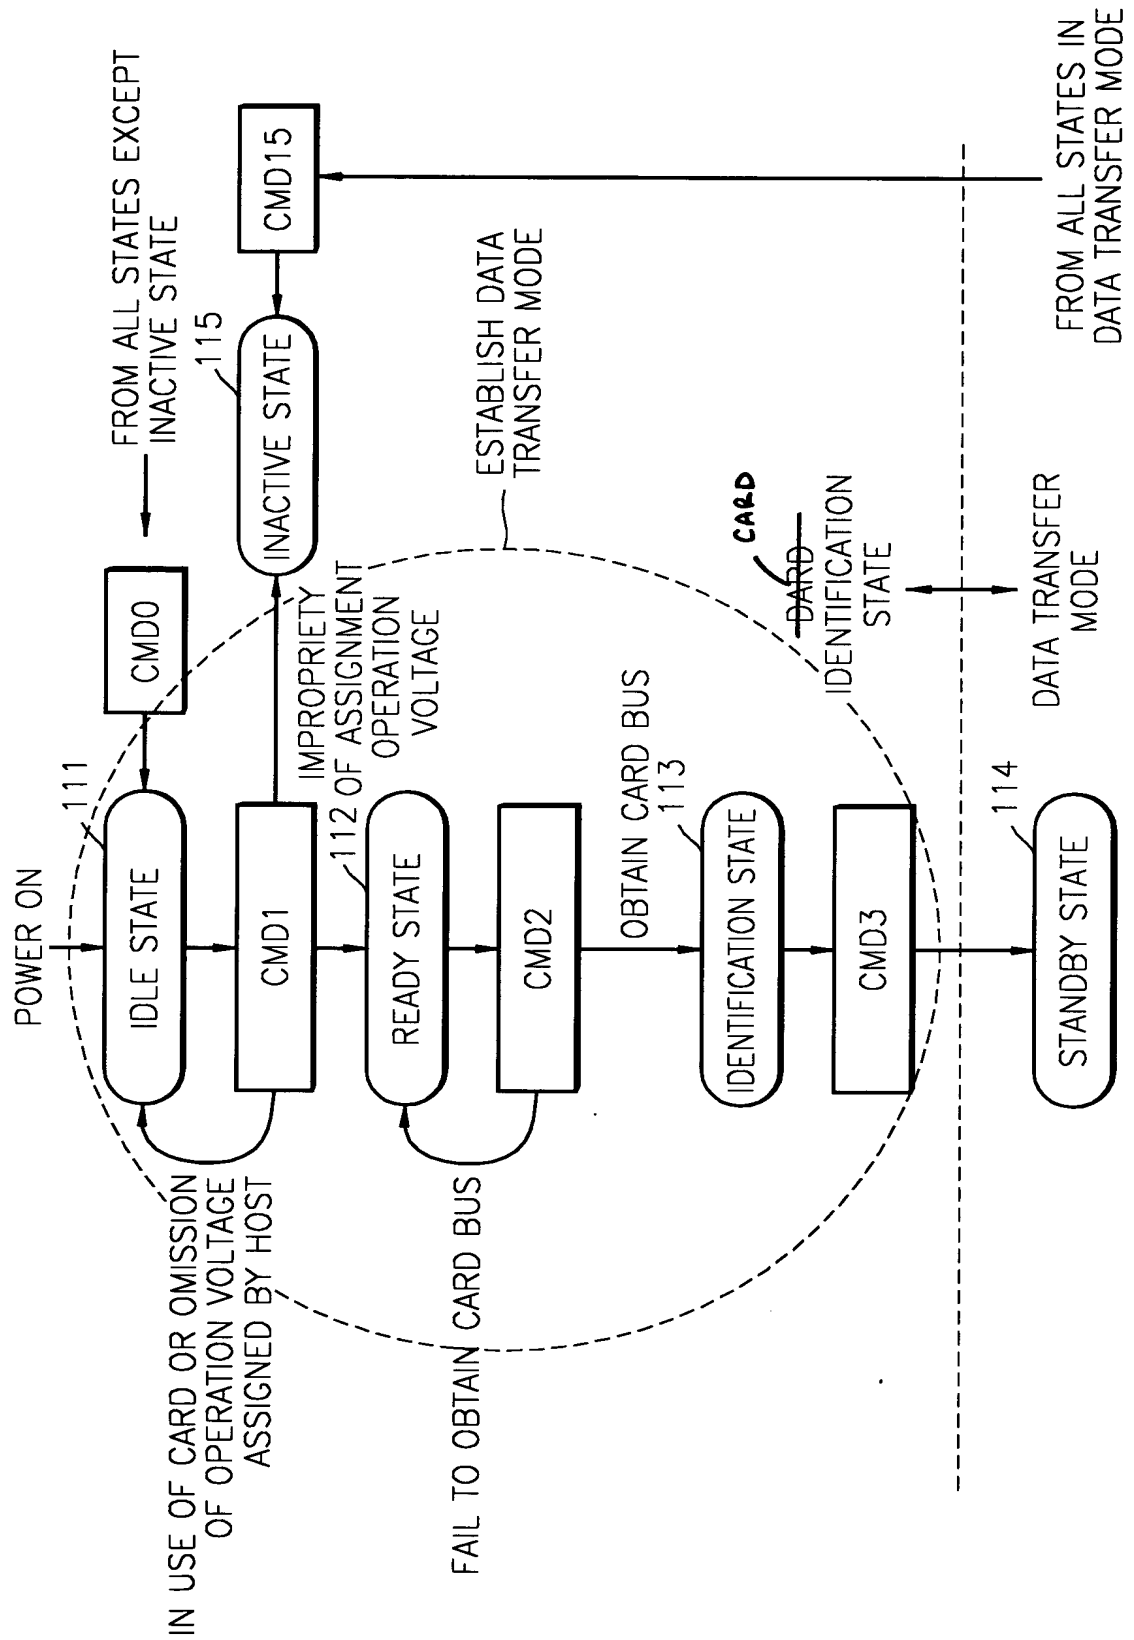 POWER ON
111
IDLE STATE
CMD0
FROM ALL STATES EXCEPT
INACTIVE STATE
IN USE OF CARD OR OMISSION
OF OPERATION VOLTAGE
ASSIGNED BY HOST
CMD1
INACTIVE STATE
115
CMD15
IMPROPRIETY
OF ASSIGNMENT
OPERATION
VOLTAGE
112
READY STATE
FAIL TO OBTAIN CARD BUS
CMD2
ESTABLISH DATA
TRANSFER MODE
OBTAIN CARD BUS
113
IDENTIFICATION STATE
CARD
DARD
IDENTIFICATION
STATE
CMD3
114
STANDBY STATE
DATA TRANSFER
MODE
FROM ALL STATES IN
DATA TRANSFER MODE